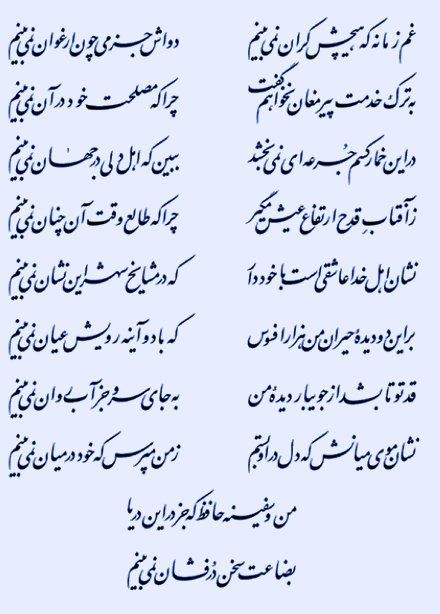 غم زمانه که هیچش کران نمی‌بینم دواش جز می چون ارغوان نمی‌بینم
به ترک خدمت پیر مغان نخواهم گفت چرا که مصلحت خود در آن نمی‌بینم
در این خمار کسم جرعه‌ای نمی‌بخشد ببین که اهل دلی در جهان نمی‌بینم
ز آفتاب قدح ارتفاع عیش مگیر چرا که طالع وقت آن چنان نمی‌بینم
نشان اهل خدا عاشقی است با خود دآ که در مشایخ شهر این نشان نمی‌بینم
بر این دو دیدهٔ حیران من هزار افسوس که با دو آینه رویش عیان نمی‌بینم
قد تو تا بشد از جویبار دیدهٔ من به جای سرو جز آب روان نمی‌بینم
نشان موی میانش که دل در او بستم ز من مپرس که خود در میان نمی‌بینم
من و سفینه حافظ که جز در این دریا
بضاعت سخن درفشان نمی‌بینم